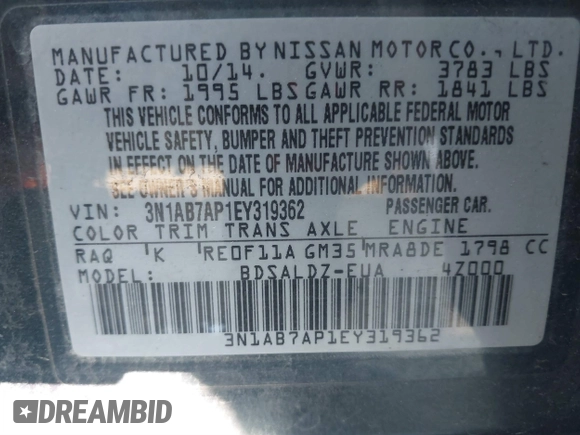 MANUFACTURED BY NISSAN MOTOR CO., LTD.
DATE: 10/14. GVWR: 3783 LBS
GAWR FR: 1995 LBS GAWR RR: 1841 LBS
THIS VEHICLE CONFORMS TO ALL APPLICABLE FEDERAL MOTOR
VEHICLE SAFETY, BUMPER AND THEFT PREVENTION STANDARDS
IN EFFECT ON THE DATE OF MANUFACTURE SHOWN ABOVE.
SEE OWNER'S MANUAL FOR ADDITIONAL INFORMATION.
VIN: 3N1AB7AP1EY319362 PASSENGER CAR.
COLOR TRIM TRANS AXLE ENGINE
RAQ K RE0F11A GM35 MRA8DE 1798 CC
MODEL BDSALDZ-EUA 4Z000
3N1AB7AP1EY319362
DREAMBID